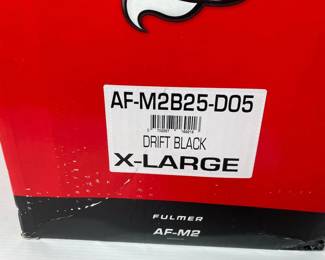 AF-M2B25-D05
DRIFT BLACK
X-LARGE
FULMER
AF-M2